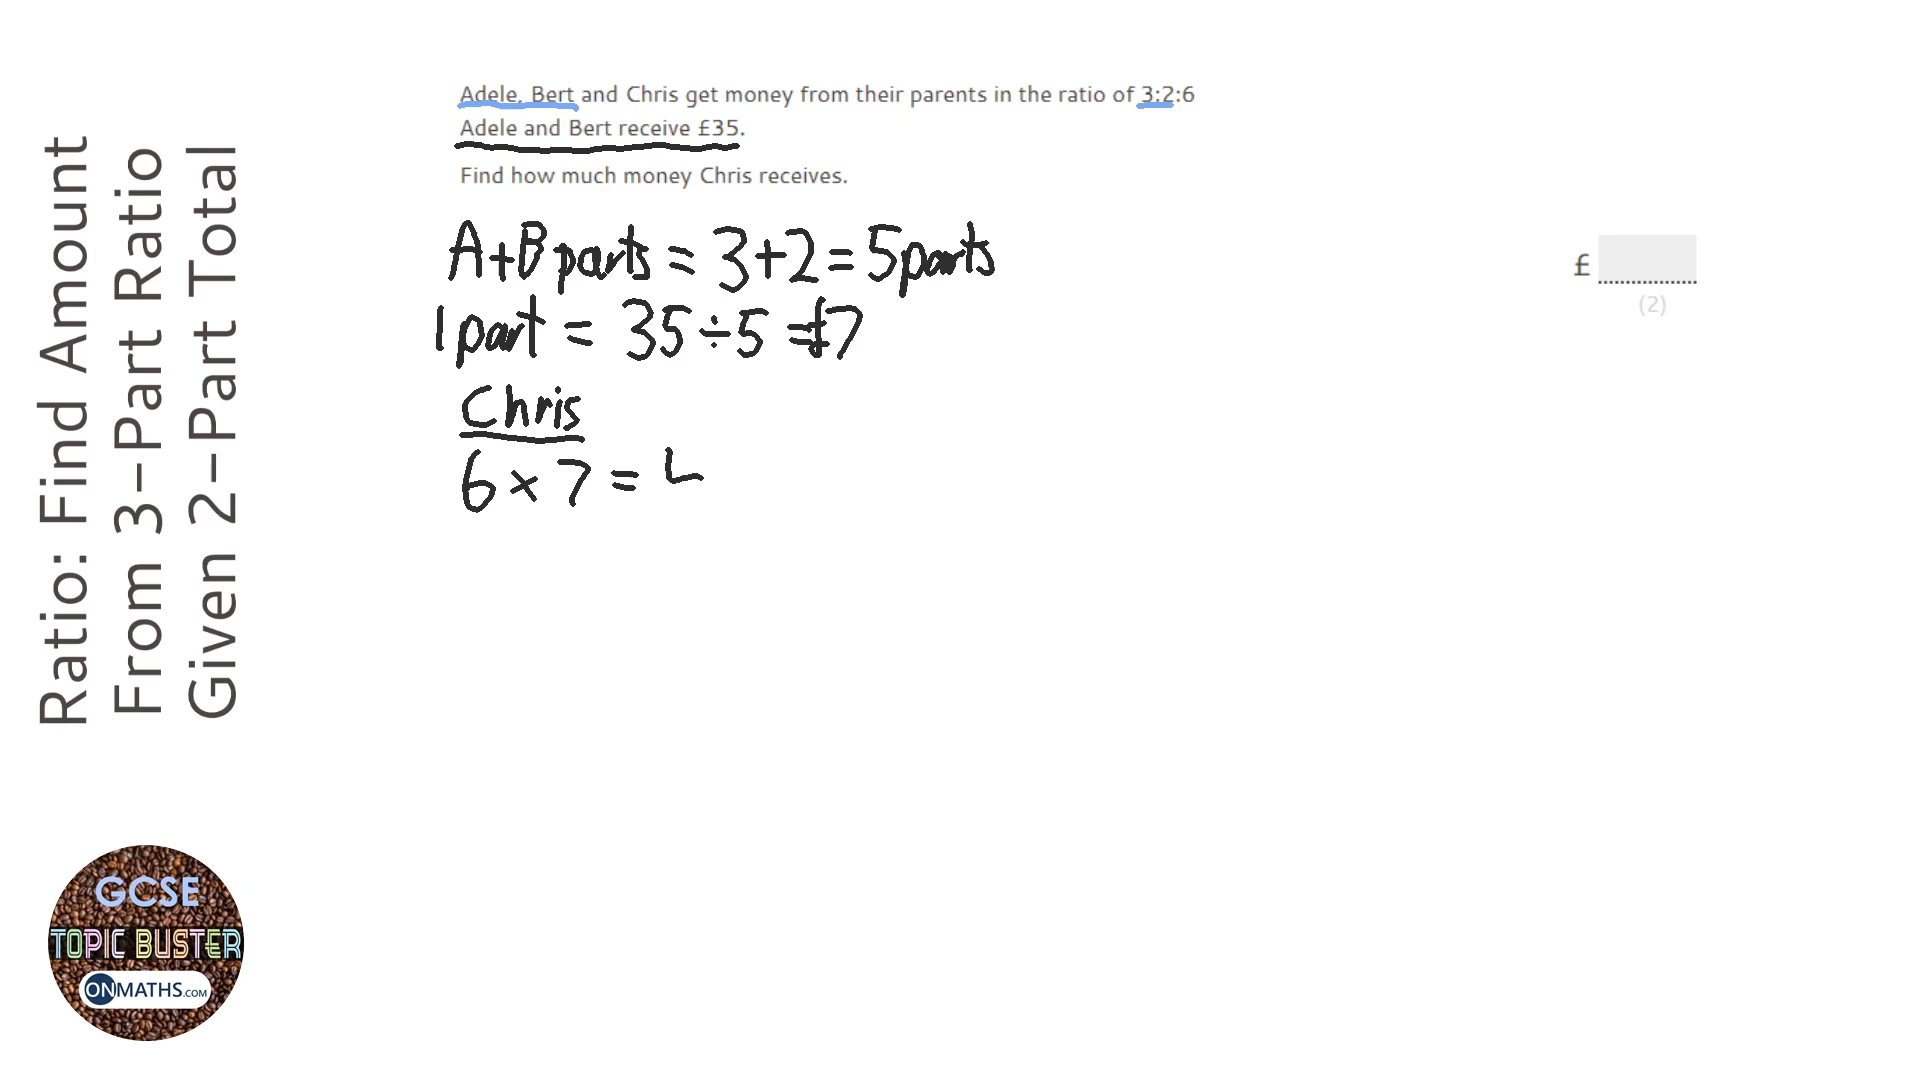 Ratio: Find Amount
From 3-Part Ratio
Given 2-Part Total
Adele, Bert and Chris get money from their parents in the ratio of 3:2:6
Adele and Bert receive £35.
Find how much money Chris receives.
A+B parts = 3+2 = 5 parts
1 part = 35 ÷ 5 = £7
Chris
6 × 7 =
£
(2)
GCSE
TOPIC BUSTER
ONMATHS.COM